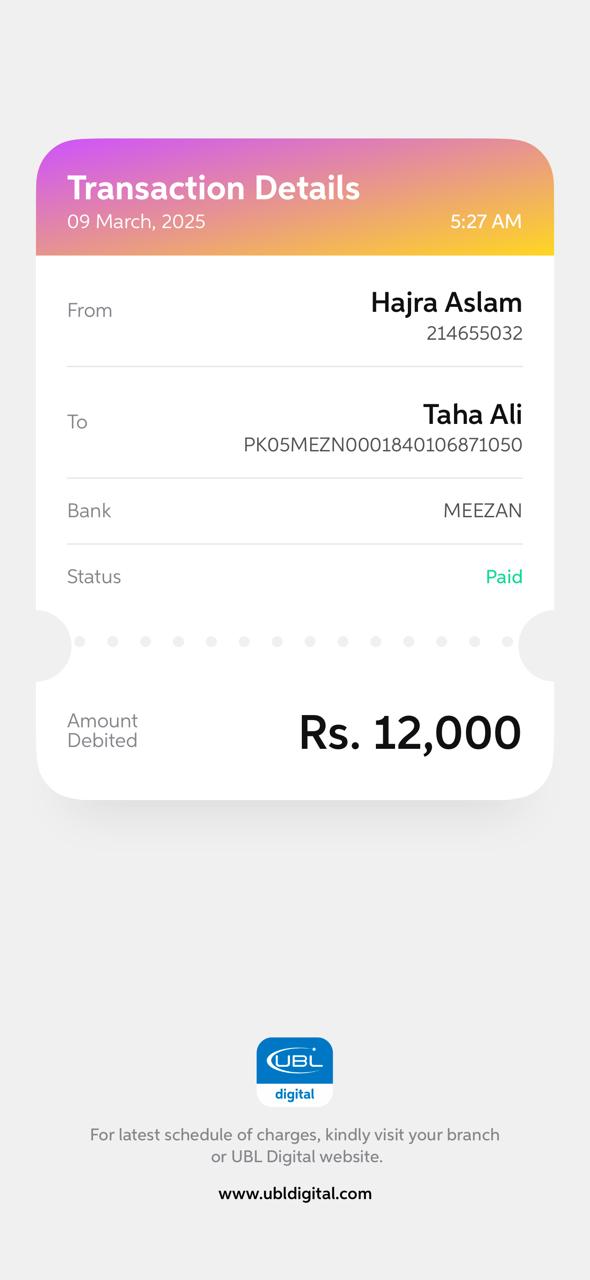 Transaction Details
09 March, 2025 5:27 AM
From Hajra Aslam
214655032
To Taha Ali
PK05MEZN0001840106871050
Bank MEEZAN
Status Paid
Amount
Debited Rs. 12,000
UBL
digital
For latest schedule of charges, kindly visit your branch
or UBL Digital website.
www.ubldigital.com